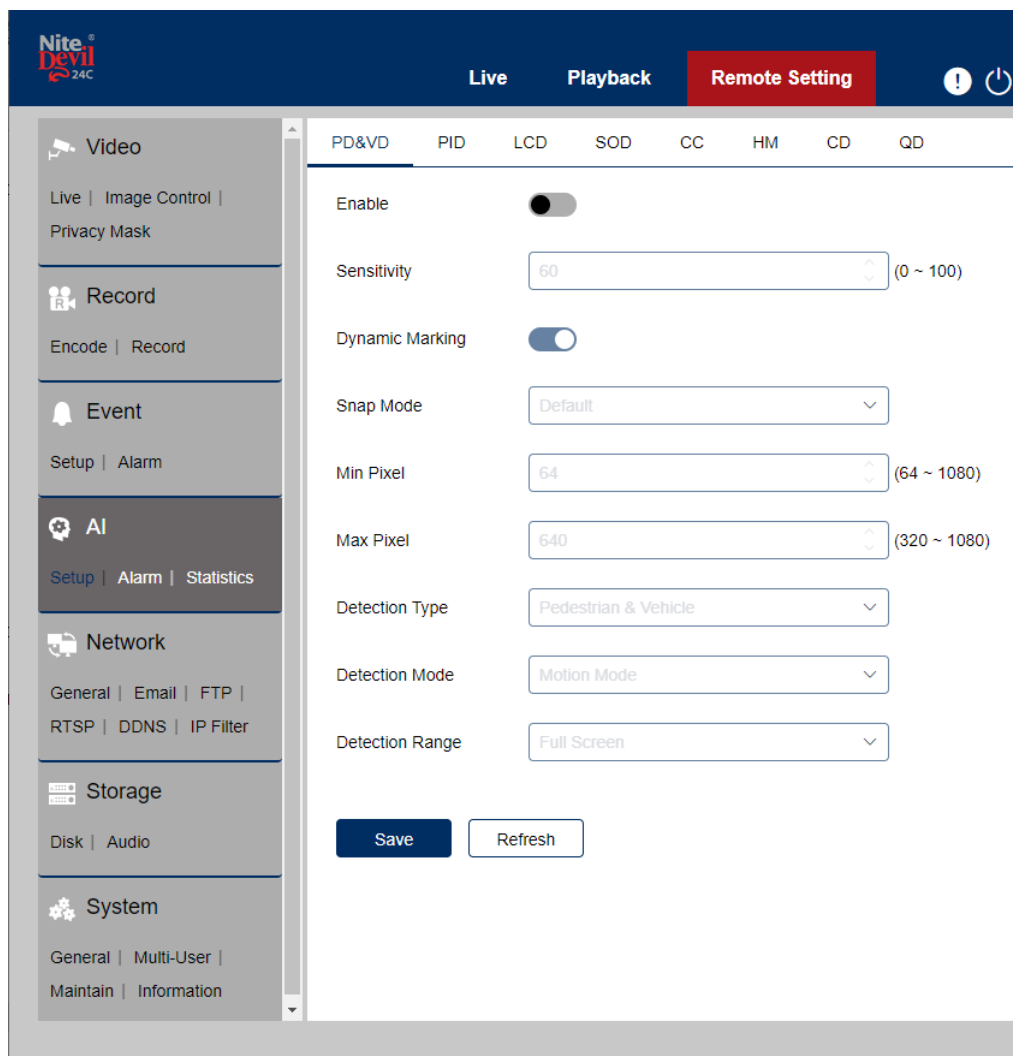 Nite ®
Devil
24C
Live Playback Remote Setting
Video
Live | Image Control |
Privacy Mask
Record
Encode | Record
Event
Setup | Alarm
AI
Setup | Alarm | Statistics
Network
General | Email | FTP |
RTSP | DDNS | IP Filter
Storage
Disk | Audio
System
General | Multi-User |
Maintain | Information
PD&VD PID LCD SOD CC HM CD QD
Enable
Sensitivity 60 (0 ~ 100)
Dynamic Marking
Snap Mode Default
Min Pixel 64 (64 ~ 1080)
Max Pixel 640 (320 ~ 1080)
Detection Type Pedestrian & Vehicle
Detection Mode Motion Mode
Detection Range Full Screen
Save Refresh